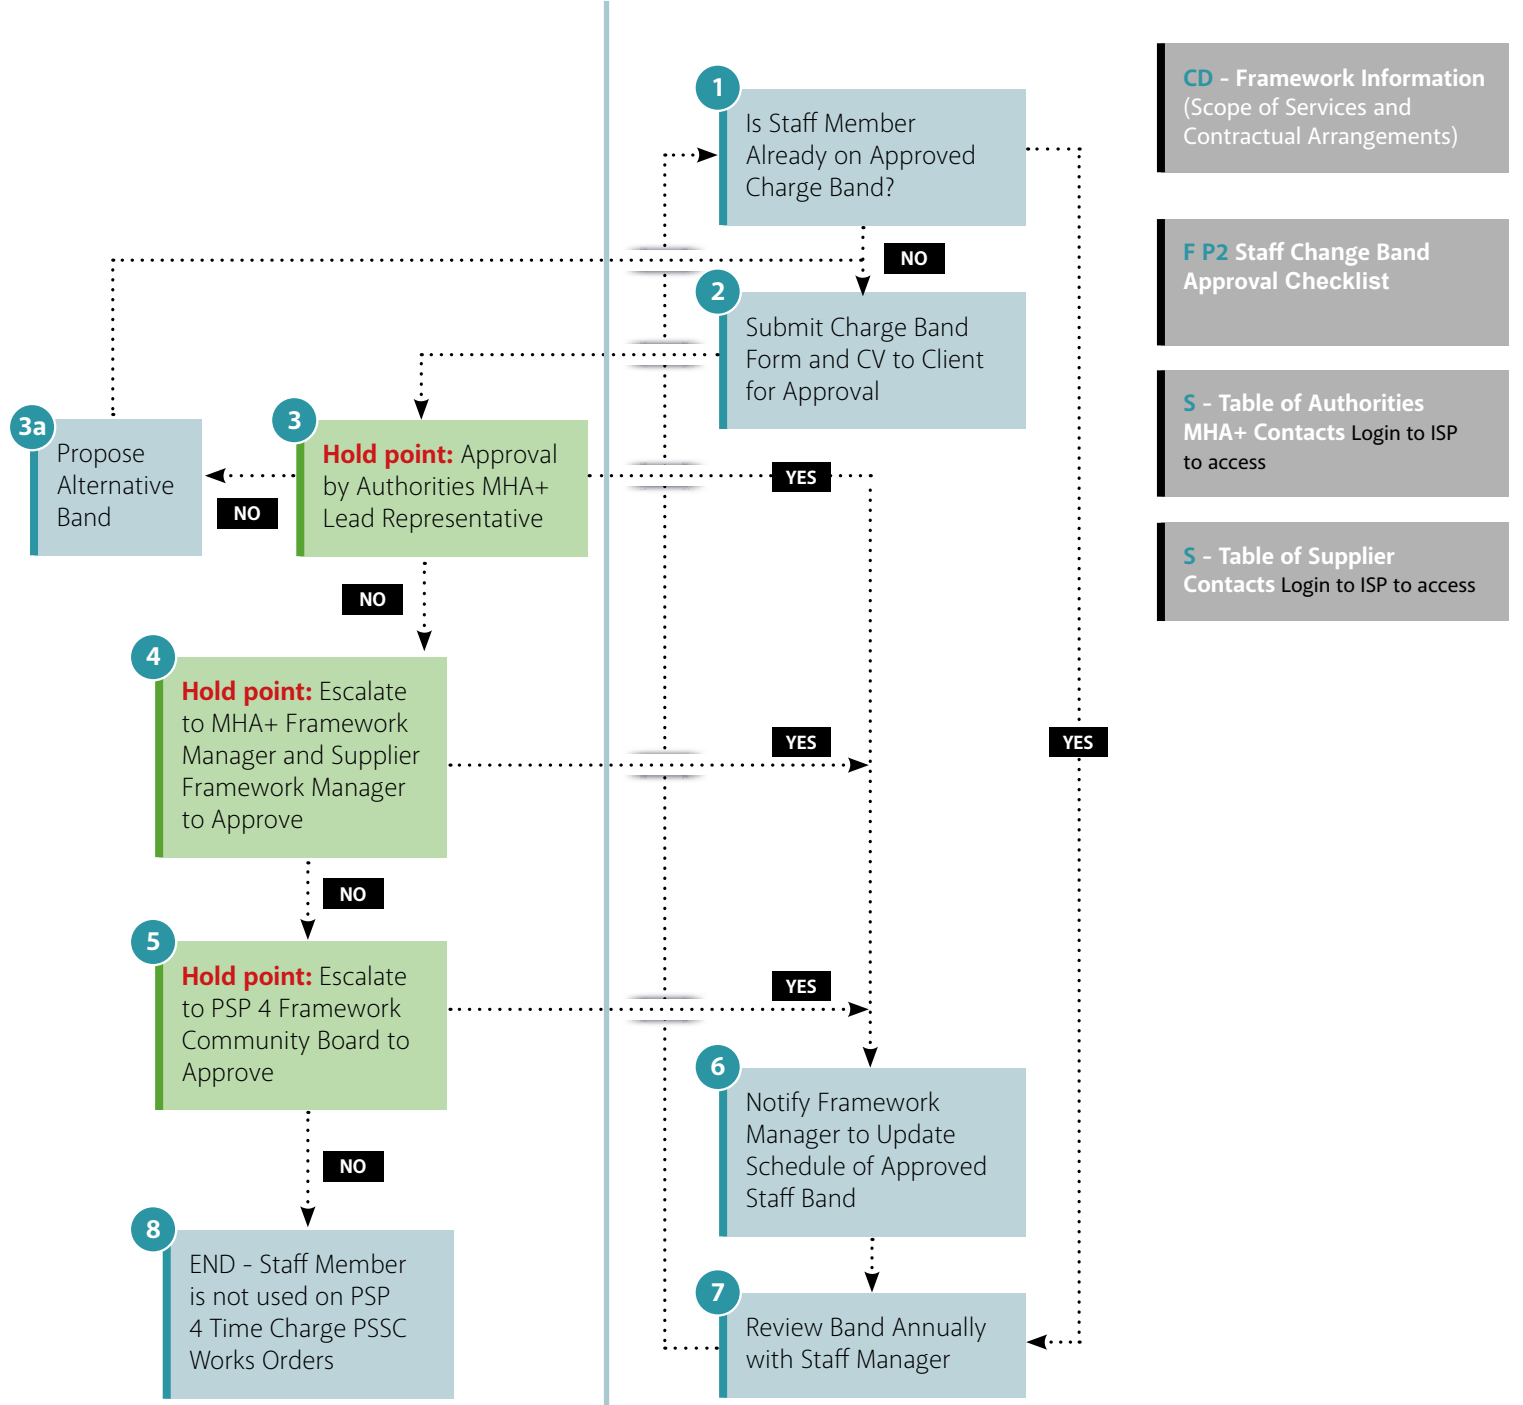 1
Is Staff Member
Already on Approved
Charge Band?
NO
2
Submit Charge Band
Form and CV to Client
for Approval
3a
Propose
Alternative
Band
NO
3
Hold point: Approval
by Authorities MHA+
Lead Representative
YES
NO
4
Hold point: Escalate
to MHA+ Framework
Manager and Supplier
Framework Manager
to Approve
YES
YES
NO
5
Hold point: Escalate
to PSP 4 Framework
Community Board to
Approve
YES
NO
6
Notify Framework
Manager to Update
Schedule of Approved
Staff Band
7
Review Band Annually
with Staff Manager
8
END - Staff Member
is not used on PSP
4 Time Charge PSSC
Works Orders
CD - Framework Information
(Scope of Services and
Contractual Arrangements)
F P2 Staff Change Band
Approval Checklist
S - Table of Authorities
MHA+ Contacts Login to ISP
to access
S - Table of Supplier
Contacts Login to ISP to access